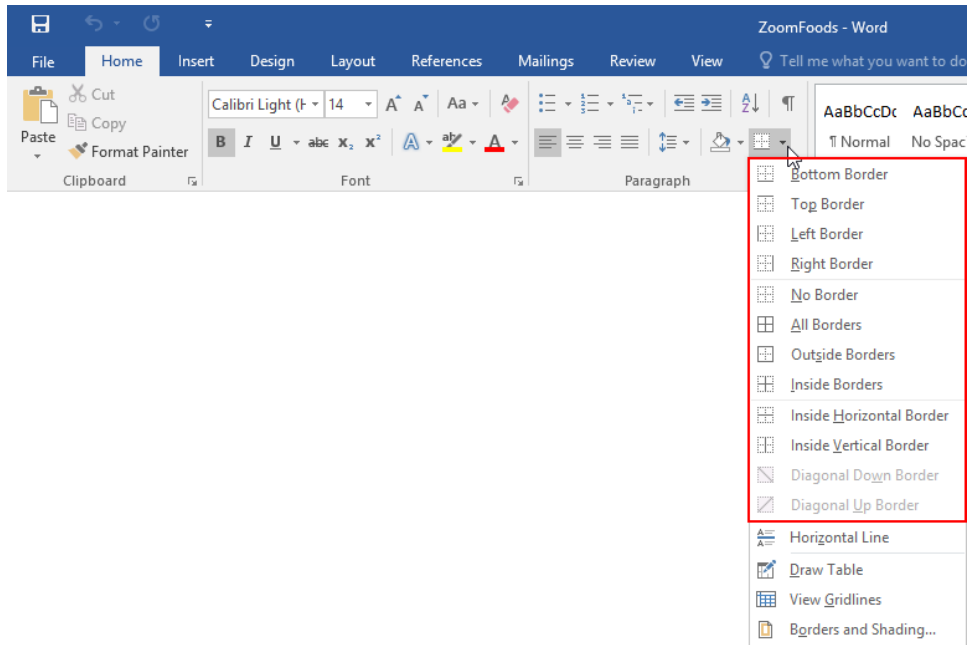 ZoomFoods - Word
File Home Insert Design Layout References Mailings Review View Tell me what you want to do
Cut
Copy
Format Painter
Paste
Calibri Light (H 14 A A Aa
B I U abc X₂ X² A aby A
AaBbCcDc AaBbCc
¶ Normal No Spac
Clipboard Font Paragraph
Bottom Border
Top Border
Left Border
Right Border
No Border
All Borders
Outside Borders
Inside Borders
Inside Horizontal Border
Inside Vertical Border
Diagonal Down Border
Diagonal Up Border
Horizontal Line
Draw Table
View Gridlines
Borders and Shading...